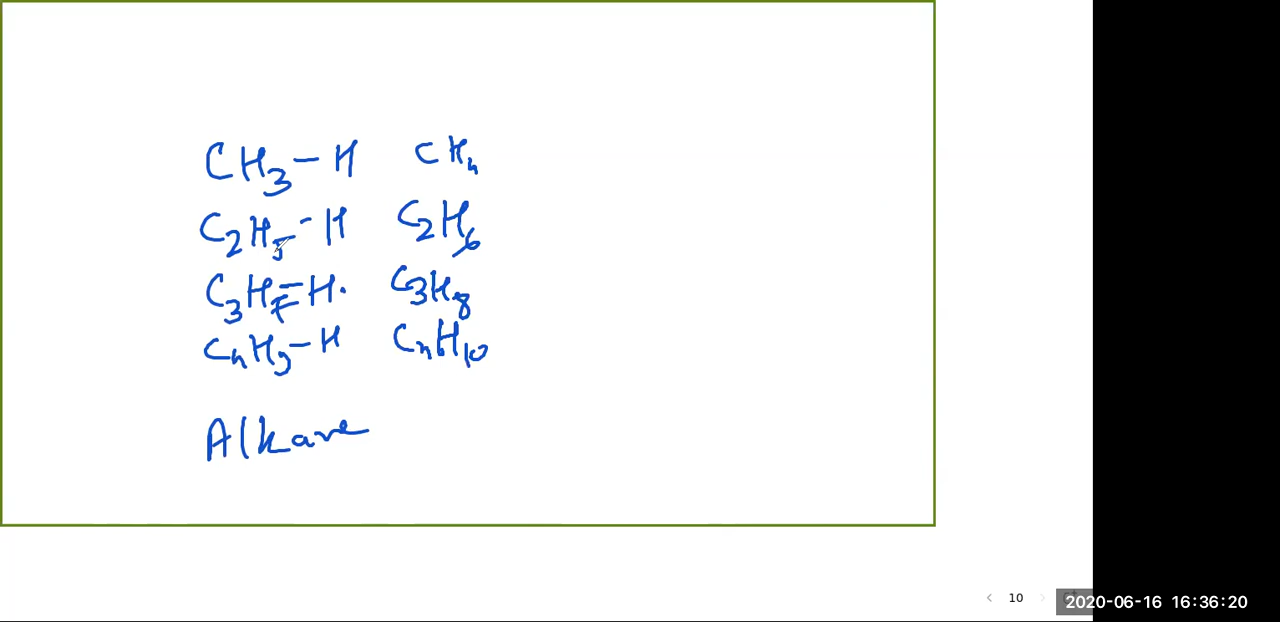 CH3-H CH4
C2H5-H C2H6
C3H7-H. C3H8
C4H9-H C4H10
Alkane
10
2020-06-16 16:36:20